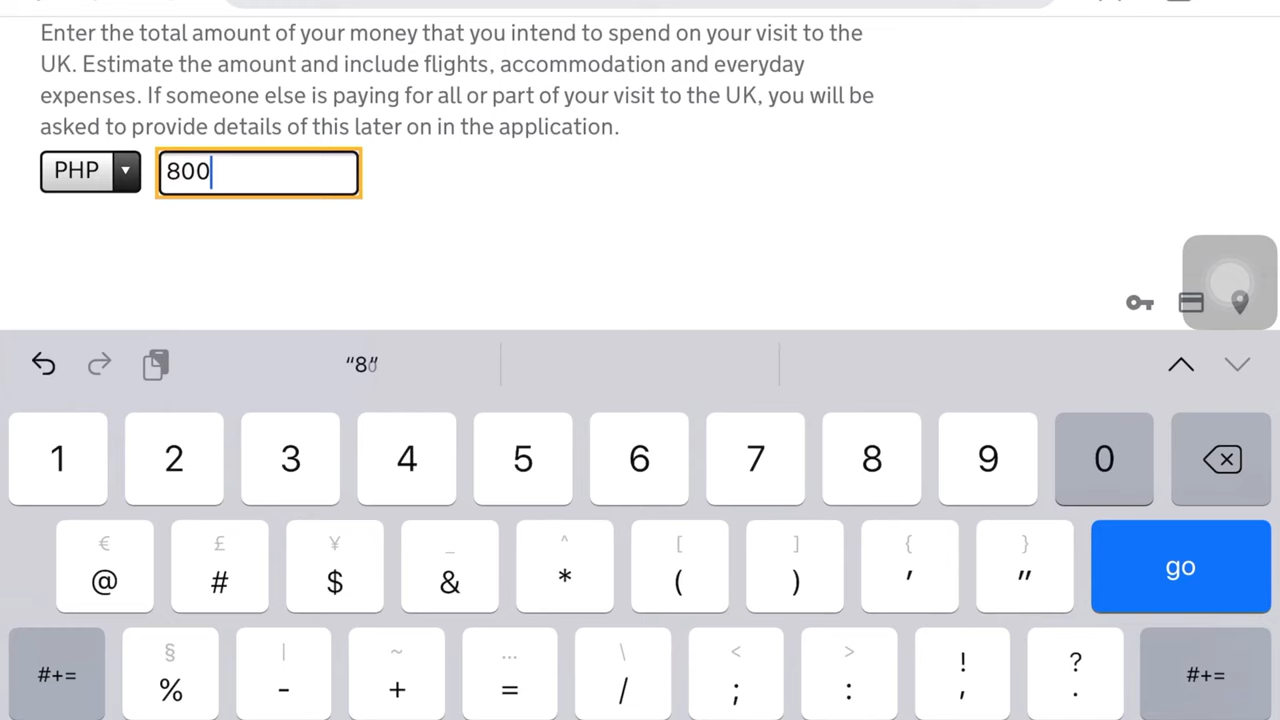 Enter the total amount of your money that you intend to spend on your visit to the
UK. Estimate the amount and include flights, accommodation and everyday
expenses. If someone else is paying for all or part of your visit to the UK, you will be
asked to provide details of this later on in the application.
PHP 800
1 2 3 4 5 6 7 8 9 0
€ £ ¥ _ ^ [ ] { }
@ # $ & * ( ) ' " go
§ | ~ … \ < > ! ?
#+= % - + = / ; : , . #+=